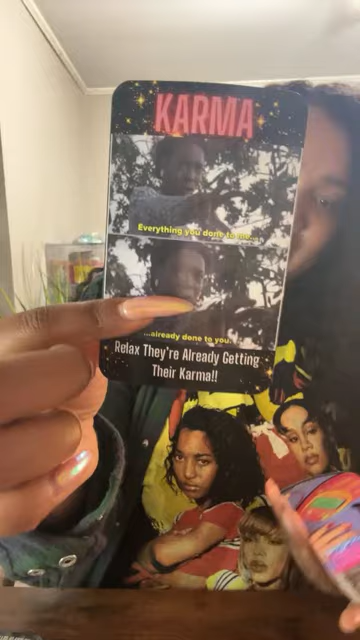 KARMA
Everything you done to me...
...already done to you.
Relax They're Already Getting
Their Karma!!